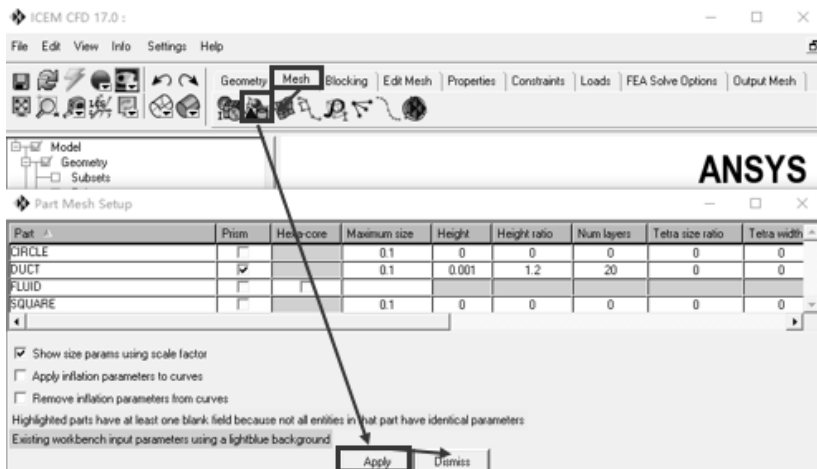 ICEM CFD 17.0 :
File Edit View Info Settings Help
Geometry Mesh Blocking Edit Mesh Properties Constraints Loads FEA Solve Options Output Mesh
Model
Geometry
Subsets
ANSYS
Part Mesh Setup
Part Prism Hexa-core Maximum size Height Height ratio Num layers Tetra size ratio Tetra width
CIRCLE 0.1 0 0 0 0 0
DUCT 0.1 0.001 1.2 20 0 0
FLUID
SQUARE 0.1 0 0 0 0 0
Show size params using scale factor
Apply inflation parameters to curves
Remove inflation parameters from curves
Highlighted parts have at least one blank field because not all entities in that part have identical parameters
Existing workbench input parameters using a lightblue background
Apply Dismiss